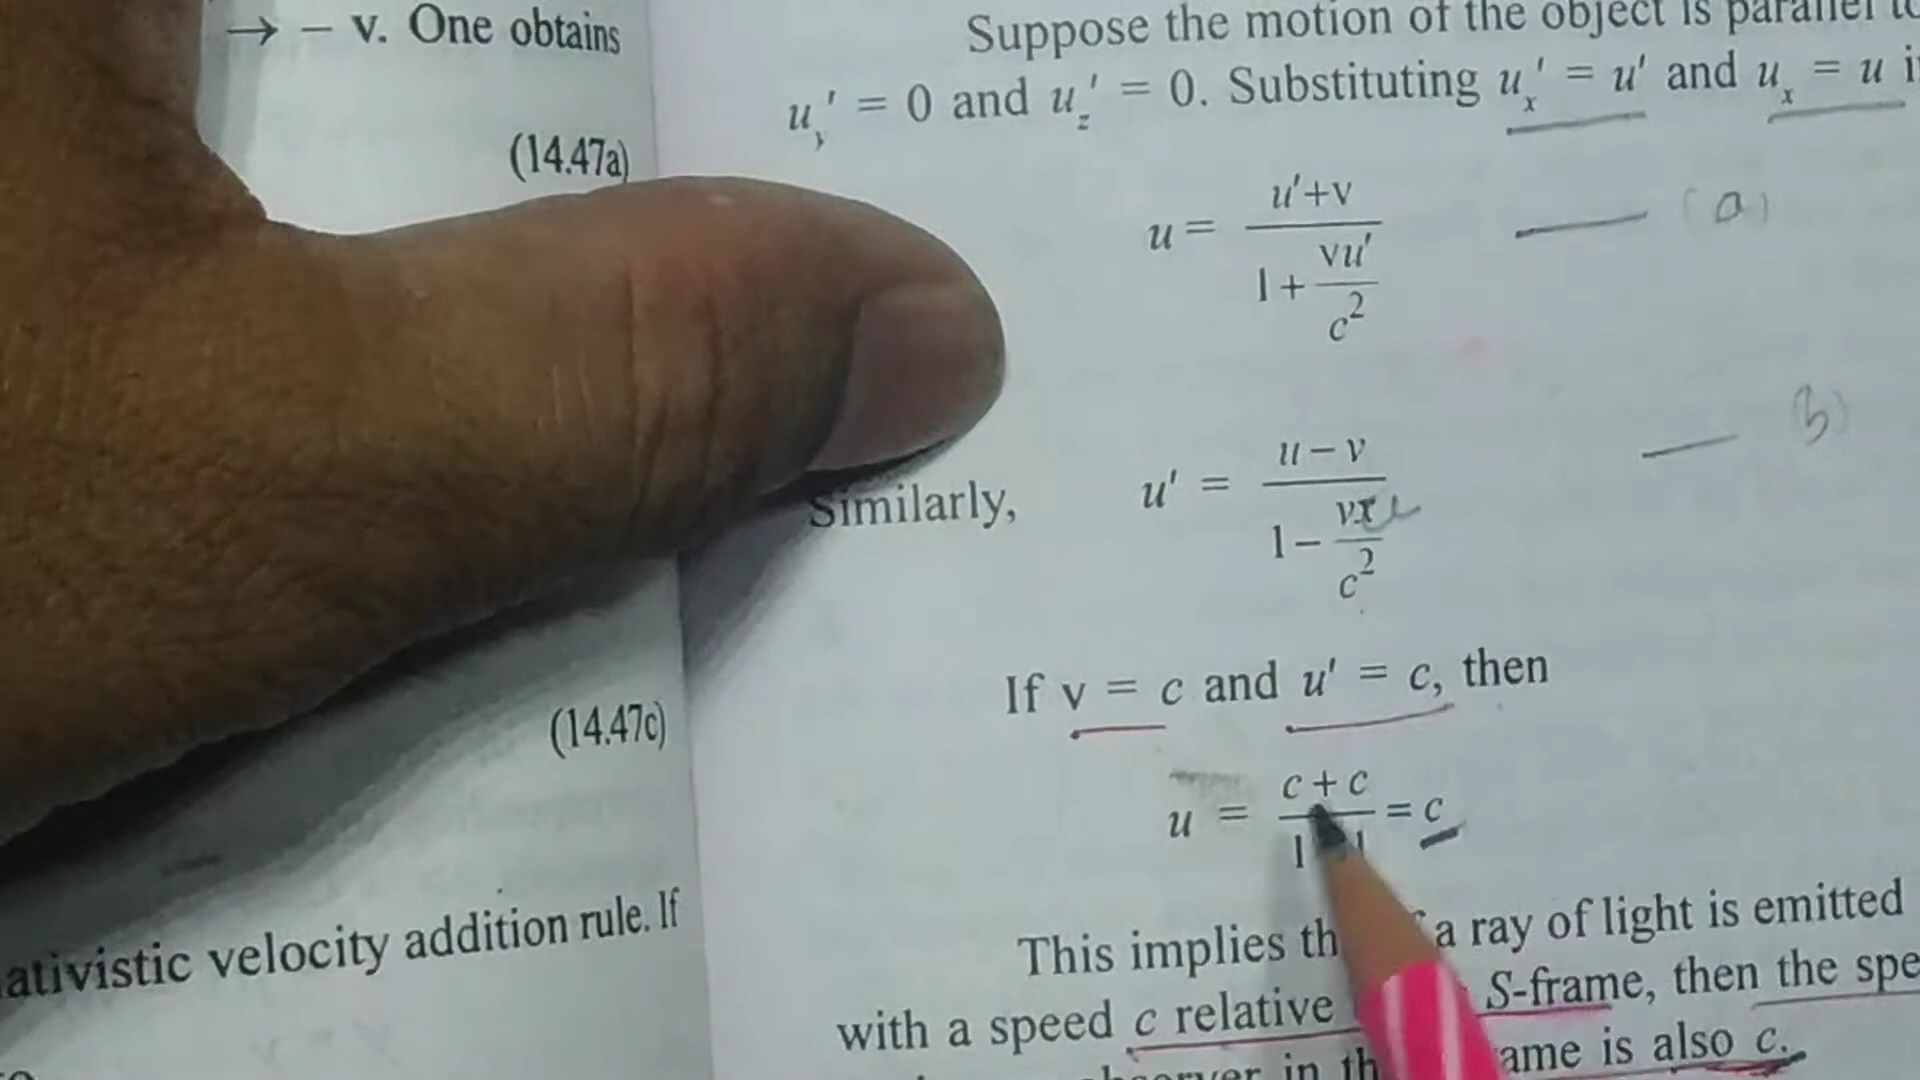 → – v. One obtains
(14.47a)
(14.47c)
ativistic velocity addition rule. If
Suppose the motion of the object is parallel to
u_y' = 0 and u_z' = 0. Substituting u_x' = u' and u_x = u i
u = (u'+v) / (1 + vu'/c²) — (a)
Similarly, u' = (u – v) / (1 – vx/c²) — b)
If v = c and u' = c, then
u = (c + c) / (1 1) = c
This implies th a ray of light is emitted
with a speed c relative S-frame, then the spe
in th ame is also c.